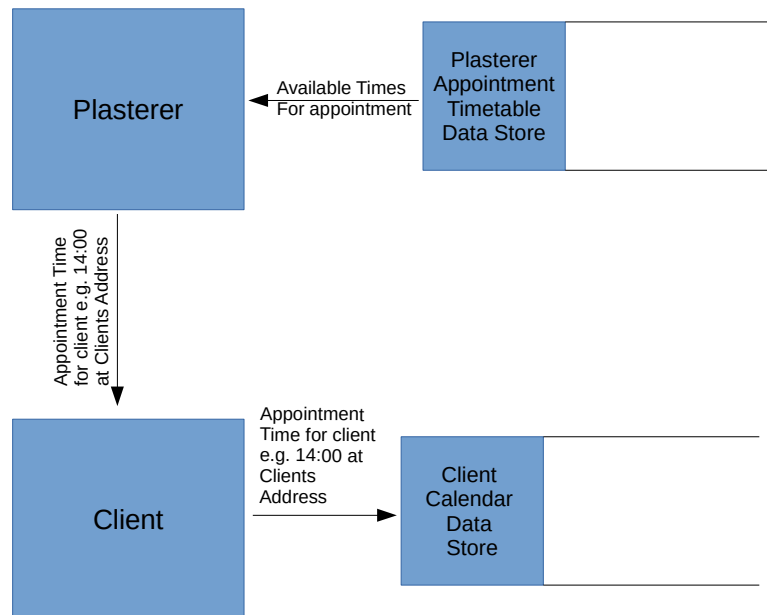 Plasterer
Available Times
For appointment
Plasterer
Appointment
Timetable
Data Store
Appointment Time
for client e.g. 14:00
at Clients Address
Client
Appointment
Time for client
e.g. 14:00 at
Clients
Address
Client
Calendar
Data
Store